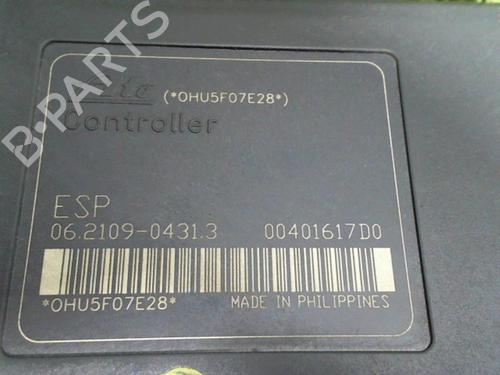 B-PARTS
(*OHU5F07E28*)
Controller
ESP
06.2109-0431.3 00401617D0
*OHU5F07E28* MADE IN PHILIPPINES